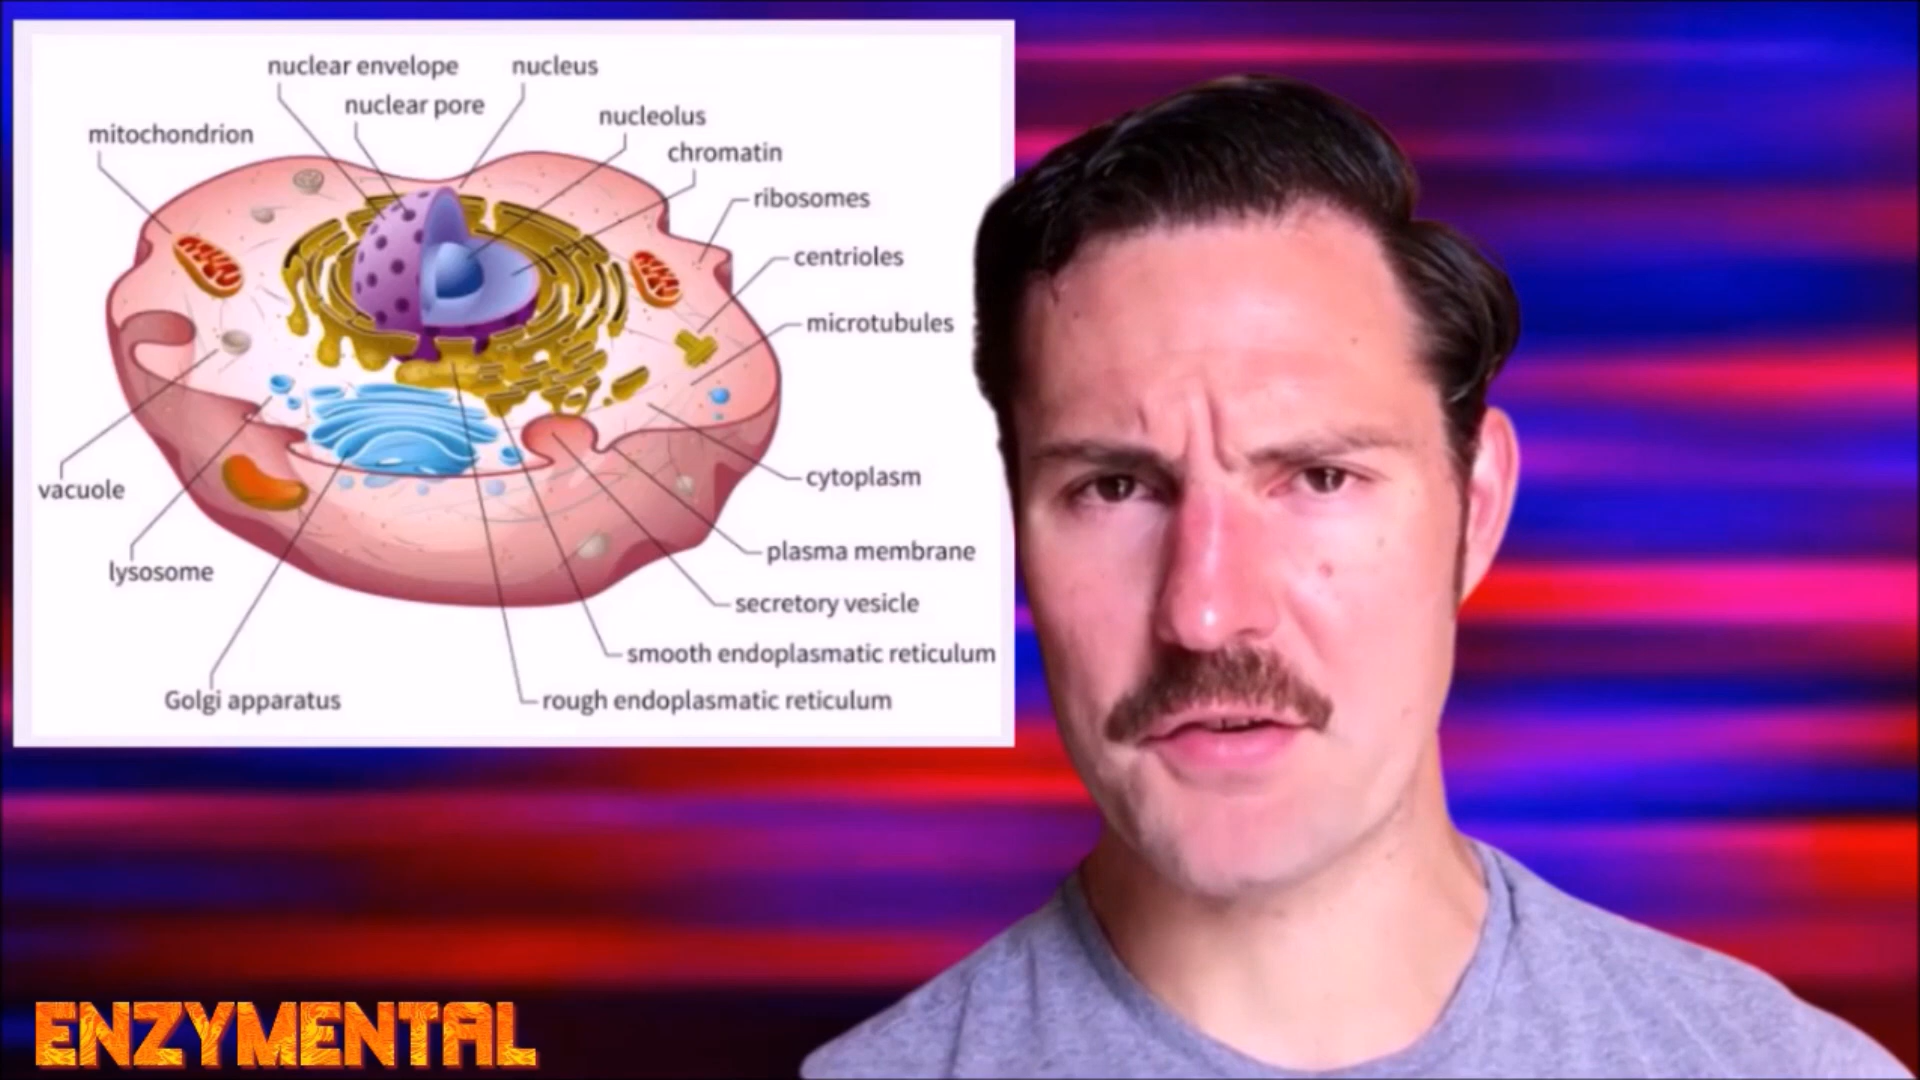 nuclear envelope
nucleus
nuclear pore
nucleolus
mitochondrion
chromatin
ribosomes
centrioles
microtubules
vacuole
cytoplasm
plasma membrane
lysosome
secretory vesicle
smooth endoplasmatic reticulum
Golgi apparatus
rough endoplasmatic reticulum
ENZYMENTAL